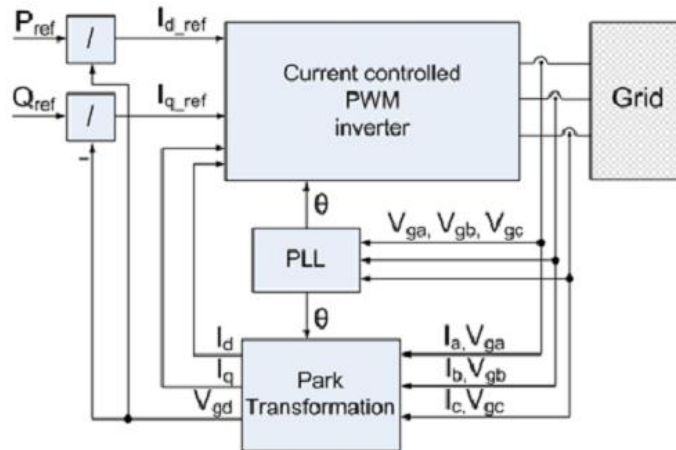 P_ref
/
I_d_ref
Q_ref
/
-
I_q_ref
Current controlled
PWM
inverter
Grid
θ
PLL
V_ga, V_gb, V_gc
θ
I_d
I_q
V_gd
Park
Transformation
I_a,V_ga
I_b,V_gb
I_c,V_gc